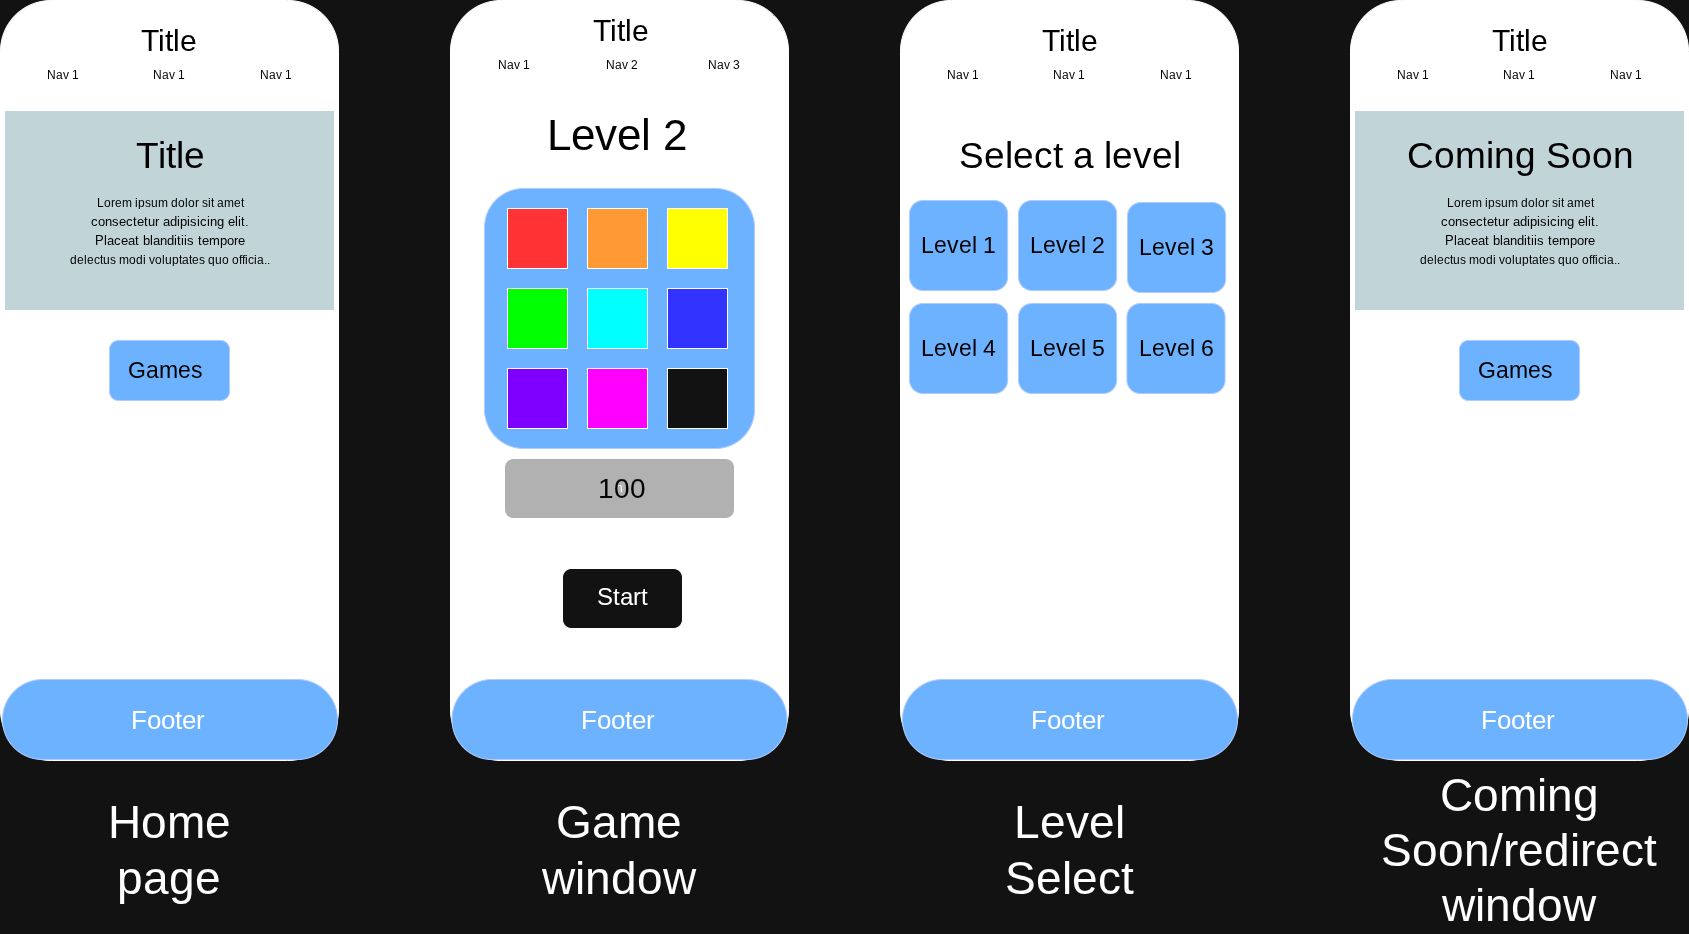 Title
Nav 1 Nav 1 Nav 1
Title
Lorem ipsum dolor sit amet
consectetur adipisicing elit.
Placeat blanditiis tempore
delectus modi voluptates quo officia..
Games
Footer
Home
page
Title
Nav 1 Nav 2 Nav 3
Level 2
100
Start
Footer
Game
window
Title
Nav 1 Nav 1 Nav 1
Select a level
Level 1 Level 2 Level 3
Level 4 Level 5 Level 6
Footer
Level
Select
Title
Nav 1 Nav 1 Nav 1
Coming Soon
Lorem ipsum dolor sit amet
consectetur adipisicing elit.
Placeat blanditiis tempore
delectus modi voluptates quo officia..
Games
Footer
Coming
Soon/redirect
window